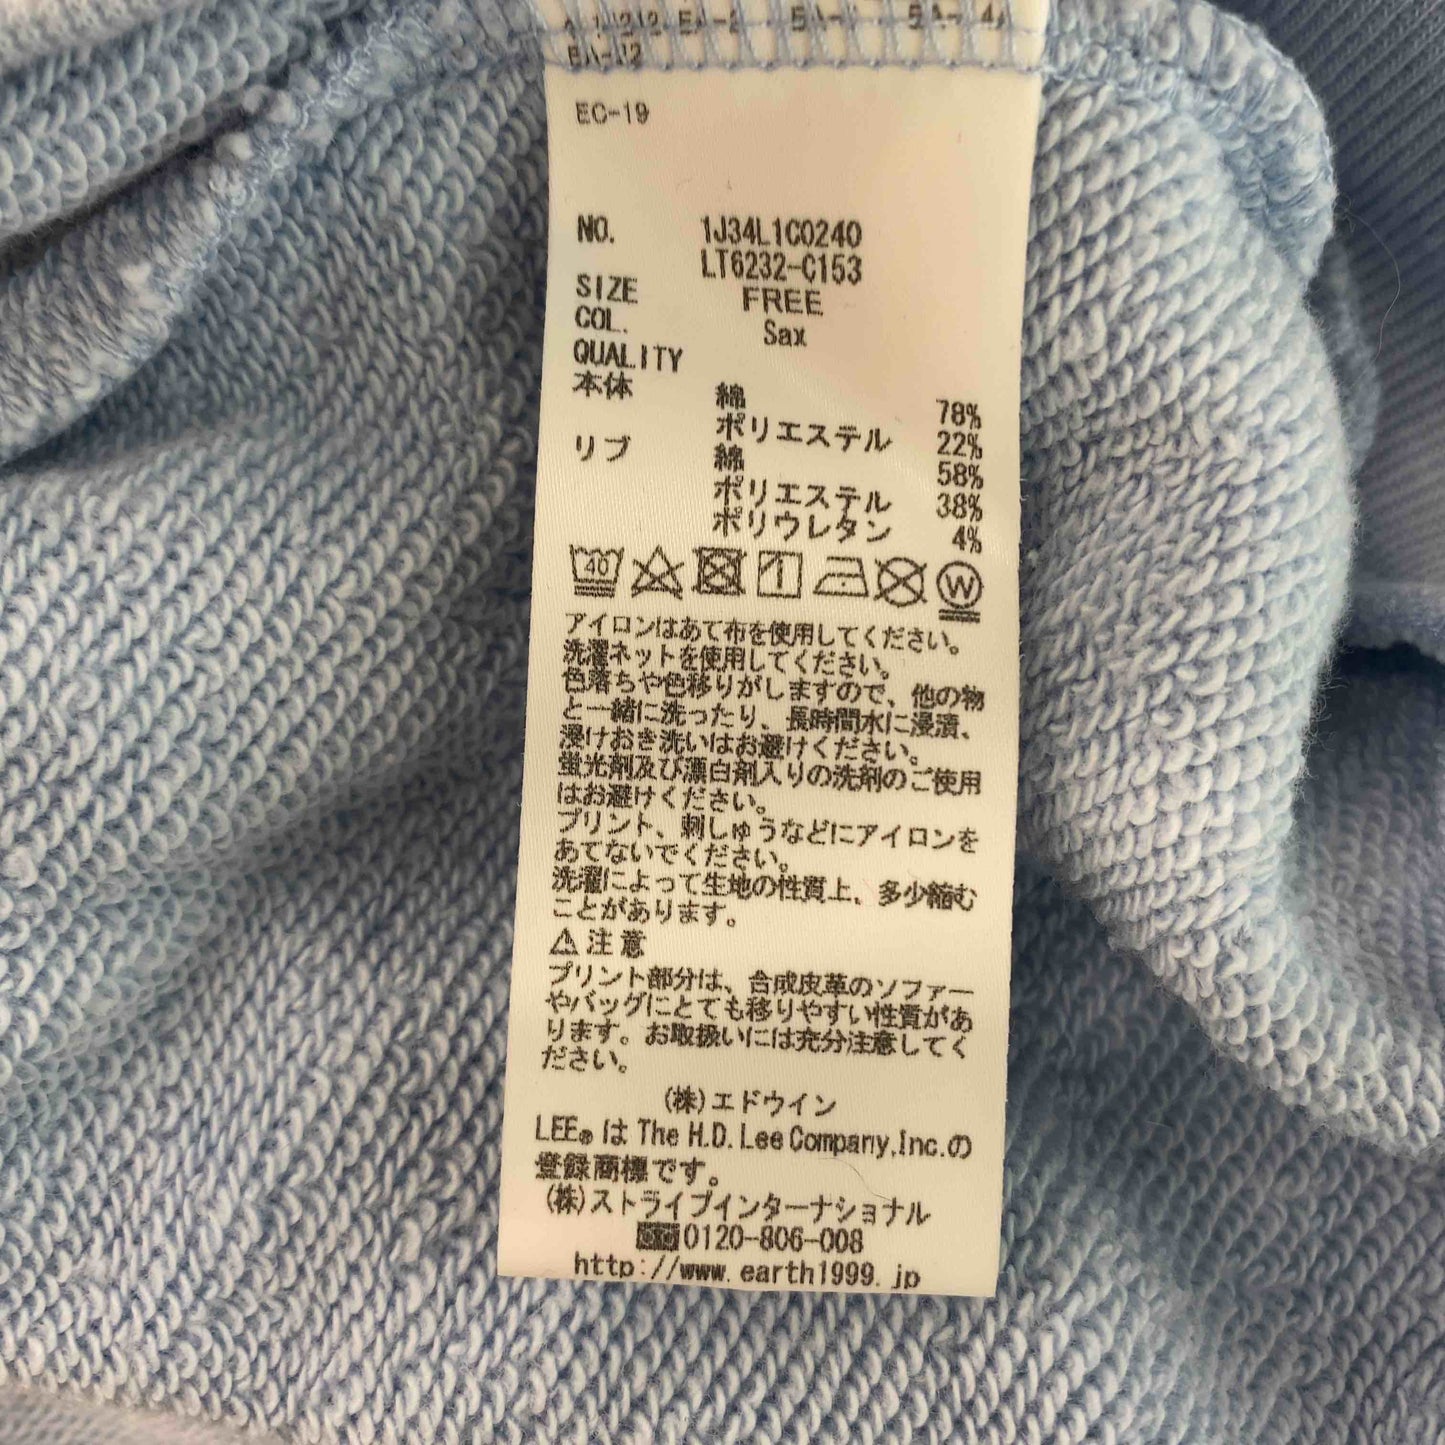 EC-19
NO. 1J34L1C0240
LT6232-C153
SIZE FREE
COL. Sax
QUALITY
本体 綿 78%
ポリエステル 22%
リブ 綿 58%
ポリエステル 38%
ポリウレタン 4%
40 W
アイロンはあて布を使用してください。
洗濯ネットを使用してください。
色落ちや色移りがしますので、他の物
と一緒に洗ったり、長時間水に浸漬、
浸けおき洗いはお避けください。
蛍光剤及び漂白剤入りの洗剤のご使用
はお避けください。
プリント、刺しゅうなどにアイロンを
あてないでください。
洗濯によって生地の性質上、多少縮む
ことがあります。
⚠注意
プリント部分は、合成皮革のソファー
やバッグにとても移りやすい性質があ
ります。お取扱いには充分注意してく
ださい。
(株)エドウイン
LEE® は The H.D. Lee Company,Inc.の
登録商標です。
(株)ストライプインターナショナル
0120-806-008
http://www.earth1999.jp